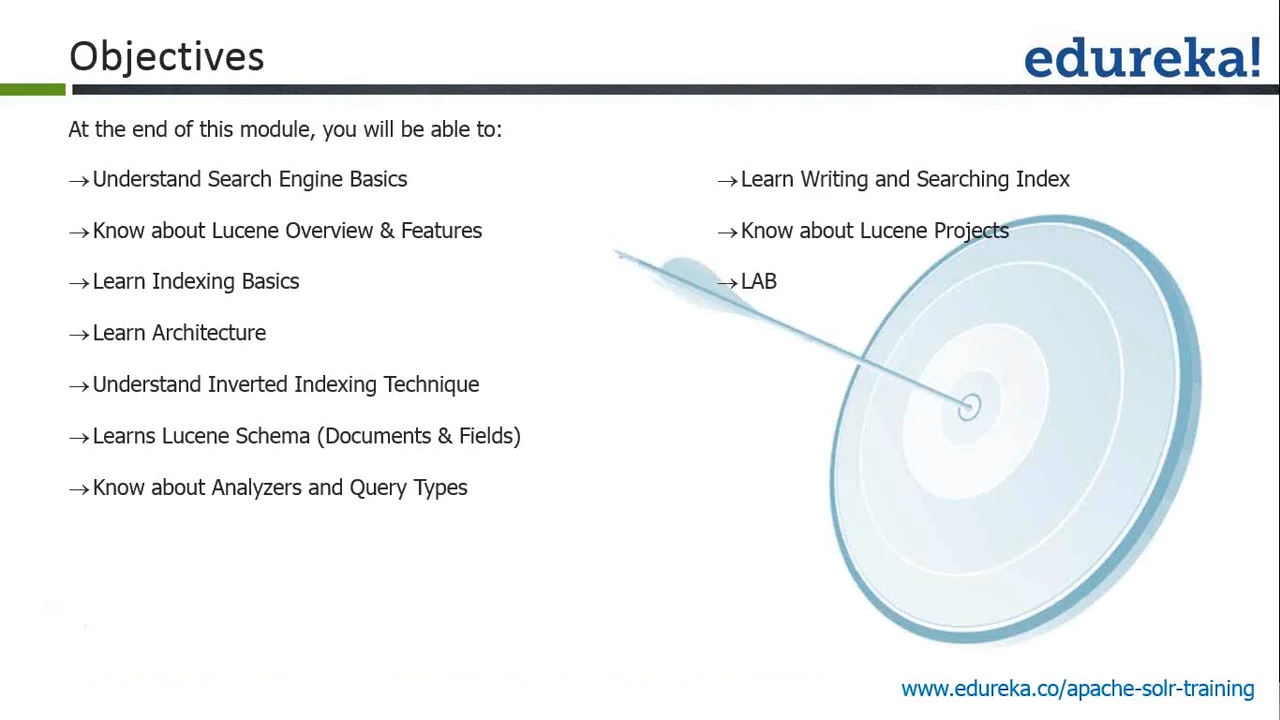 Objectives
edureka!
At the end of this module, you will be able to:
→Understand Search Engine Basics
→Know about Lucene Overview & Features
→Learn Indexing Basics
→Learn Architecture
→Understand Inverted Indexing Technique
→Learns Lucene Schema (Documents & Fields)
→Know about Analyzers and Query Types
→Learn Writing and Searching Index
→Know about Lucene Projects
→LAB
www.edureka.co/apache-solr-training